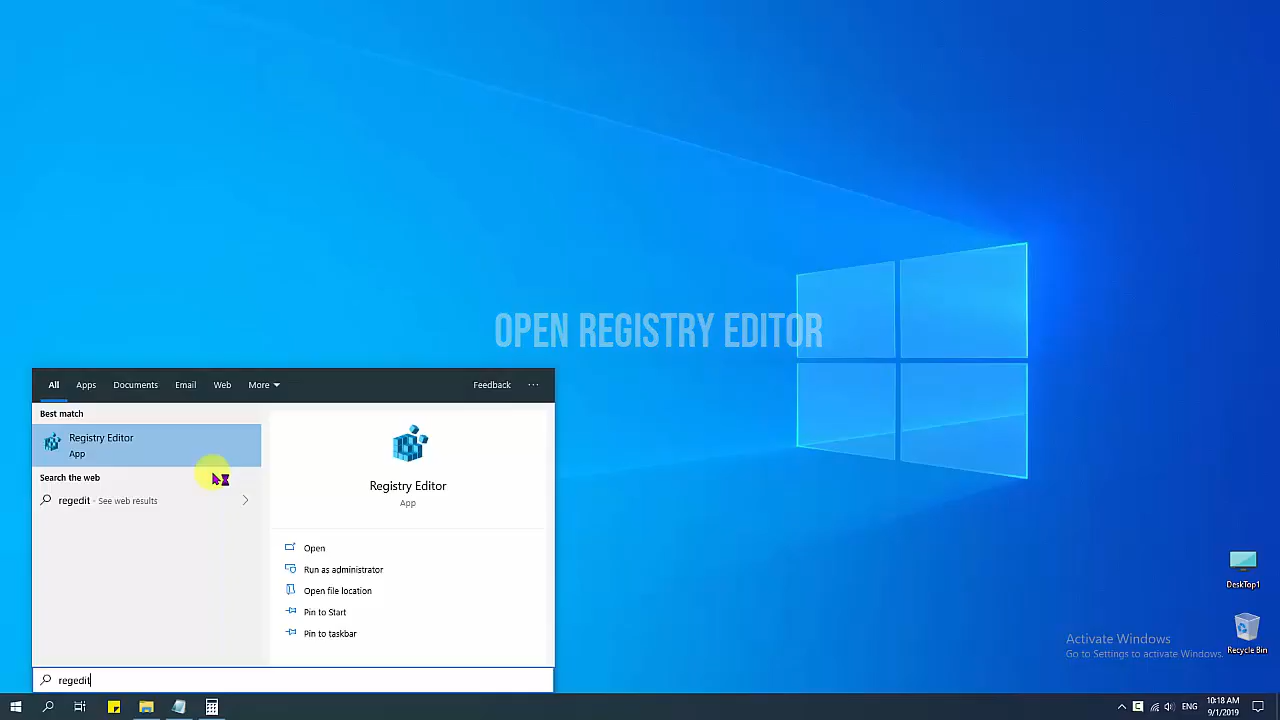 OPEN REGISTRY EDITOR
All Apps Documents Email Web More Feedback ...
Best match
Registry Editor
App
Search the web
regedit - See web results
Registry Editor
App
Open
Run as administrator
Open file location
Pin to Start
Pin to taskbar
regedit
DeskTop1
Recycle Bin
Activate Windows
Go to Settings to activate Windows.
ENG
10:18 AM
9/1/2019